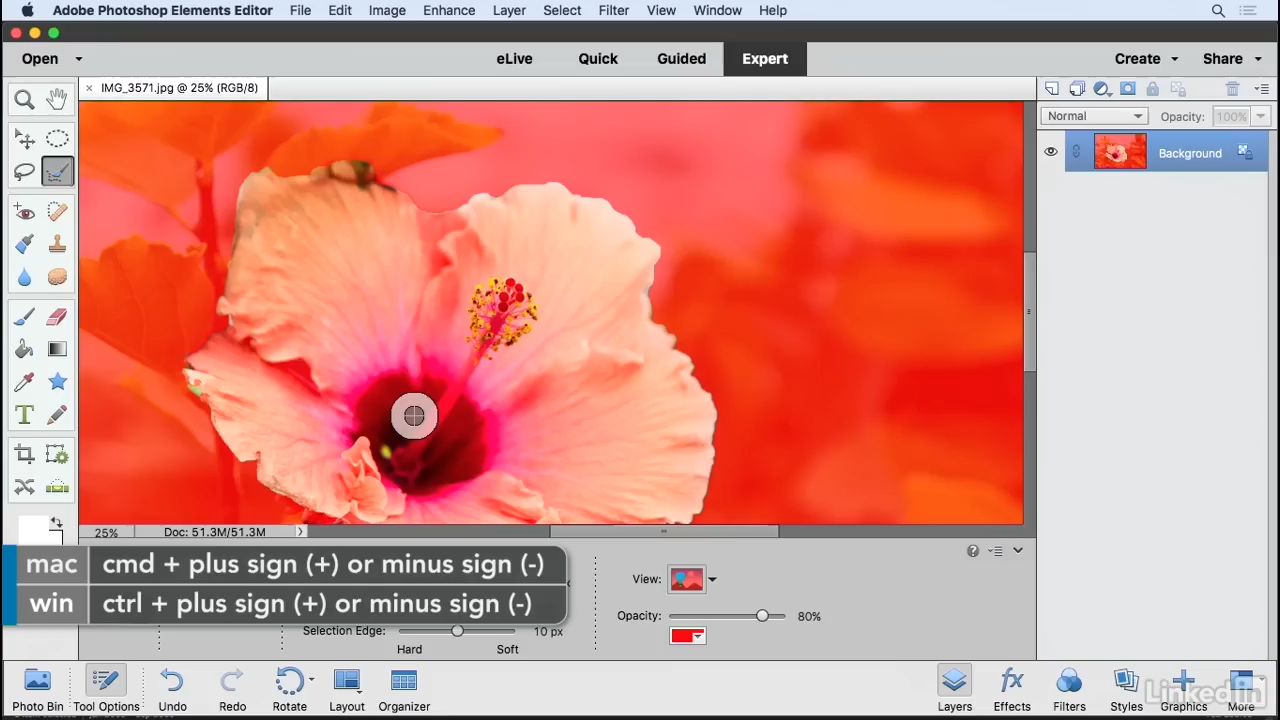 Adobe Photoshop Elements Editor File Edit Image Enhance Layer Select Filter View Window Help
Open eLive Quick Guided Expert Create Share
× IMG_3571.jpg @ 25% (RGB/8)
Normal Opacity: 100%
Background
25% Doc: 51.3M/51.3M
mac cmd + plus sign (+) or minus sign (-)
win ctrl + plus sign (+) or minus sign (-)
View:
Opacity: 80%
Selection Edge: 10 px
Hard Soft
Photo Bin Tool Options Undo Redo Rotate Layout Organizer Layers Effects Filters Styles Graphics More
LinkedIn